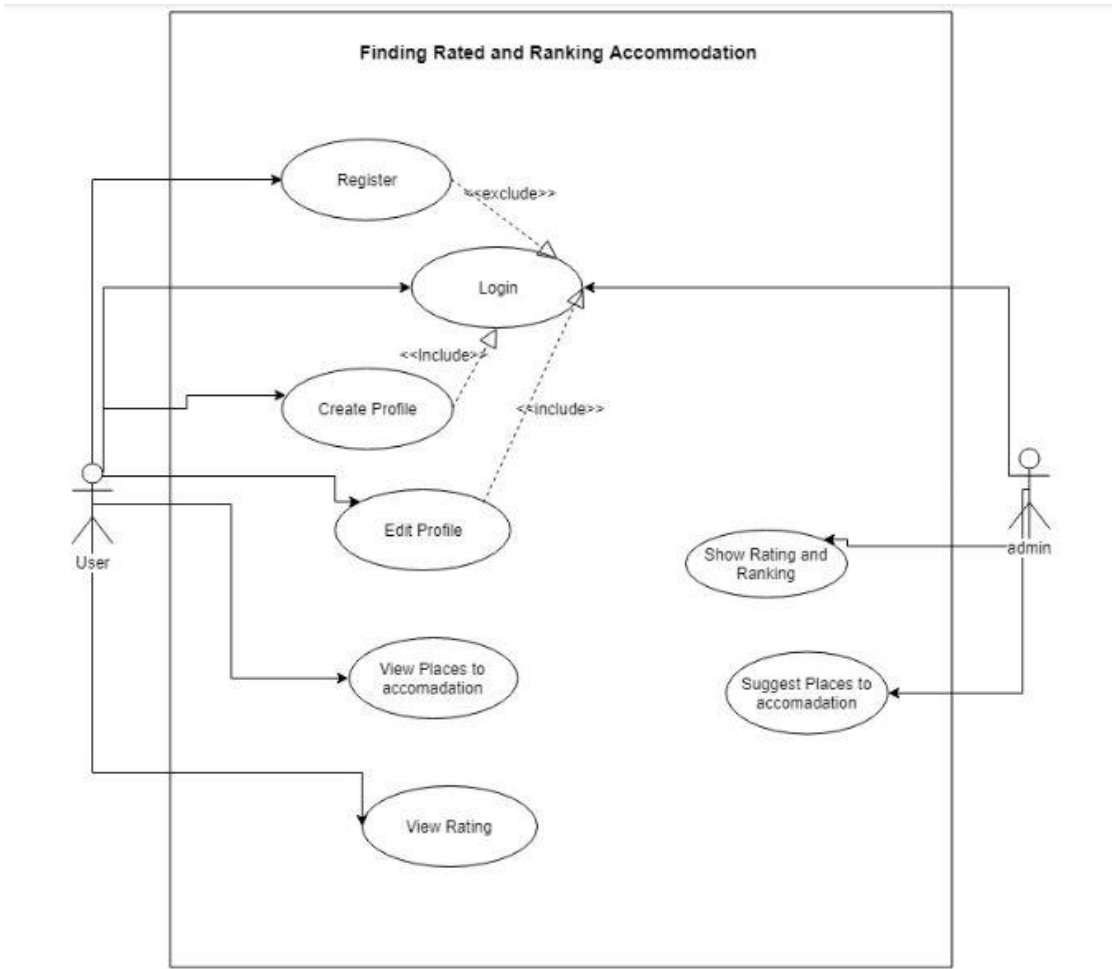 Finding Rated and Ranking Accommodation
Register
<<exclude>>
Login
<<Include>>
Create Profile
<<include>>
Edit Profile
User
admin
Show Rating and
Ranking
View Places to
accomadation
Suggest Places to
accomadation
View Rating